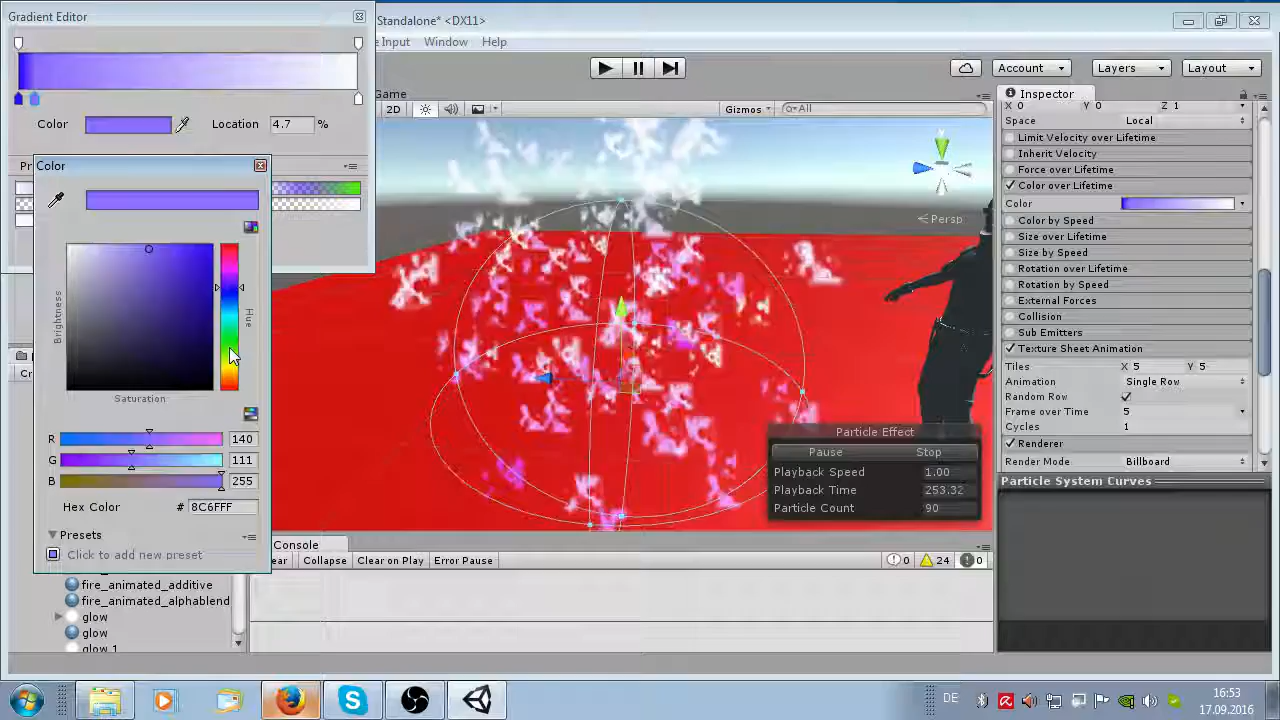 Gradient Editor
Color
Location
4.7
%
Color
Brightness
Hue
Saturation
R
140
G
111
B
255
Hex Color
#
8C6FFF
Presets
Click to add new preset
Standalone* <DX11>
Window
Help
Account
Layers
Layout
Game
2D
Gizmos
All
Persp
Particle Effect
Pause
Stop
Playback Speed
1.00
Playback Time
253.32
Particle Count
90
Inspector
X 0
Y 0
Z 1
Space
Local
Limit Velocity over Lifetime
Inherit Velocity
Force over Lifetime
Color over Lifetime
Color
Color by Speed
Size over Lifetime
Size by Speed
Rotation over Lifetime
Rotation by Speed
External Forces
Collision
Sub Emitters
Texture Sheet Animation
Tiles
X 5
Y 5
Animation
Single Row
Random Row
Frame over Time
5
Cycles
1
Renderer
Render Mode
Billboard
Particle System Curves
Console
Collapse
Clear on Play
Error Pause
0
24
0
fire_animated_additive
fire_animated_alphablend
glow
glow
glow 1
DE
16:53
17.09.2016